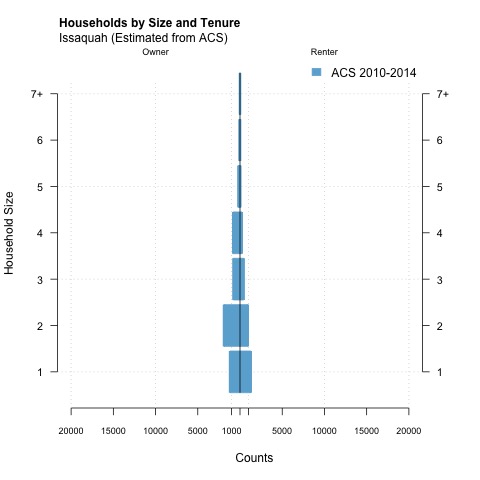 Households by Size and Tenure
Issaquah (Estimated from ACS)
Owner
Renter
ACS 2010-2014
7+
7+
6
6
5
5
4
4
3
3
2
2
1
1
Household Size
20000 15000 10000 5000 1000 5000 10000 15000 20000
Counts